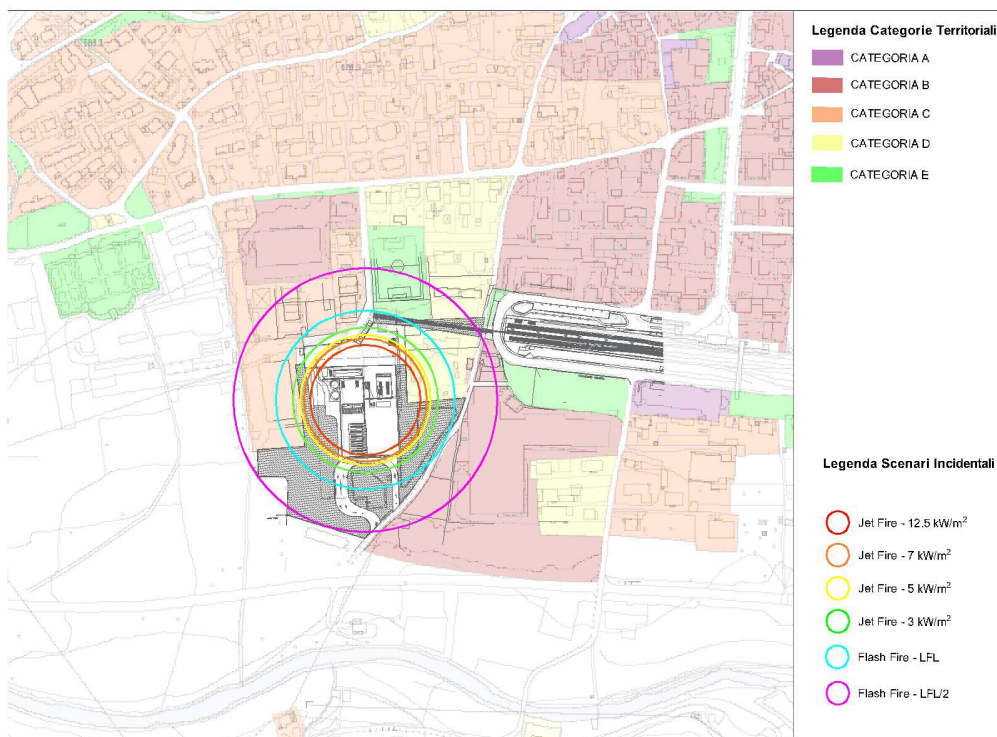 Legenda Categorie Territoriali
CATEGORIA A
CATEGORIA B
CATEGORIA C
CATEGORIA D
CATEGORIA E
Legenda Scenari Incidentali
Jet Fire - 12.5 kW/m²
Jet Fire - 7 kW/m²
Jet Fire - 5 kW/m²
Jet Fire - 3 kW/m²
Flash Fire - LFL
Flash Fire - LFL/2